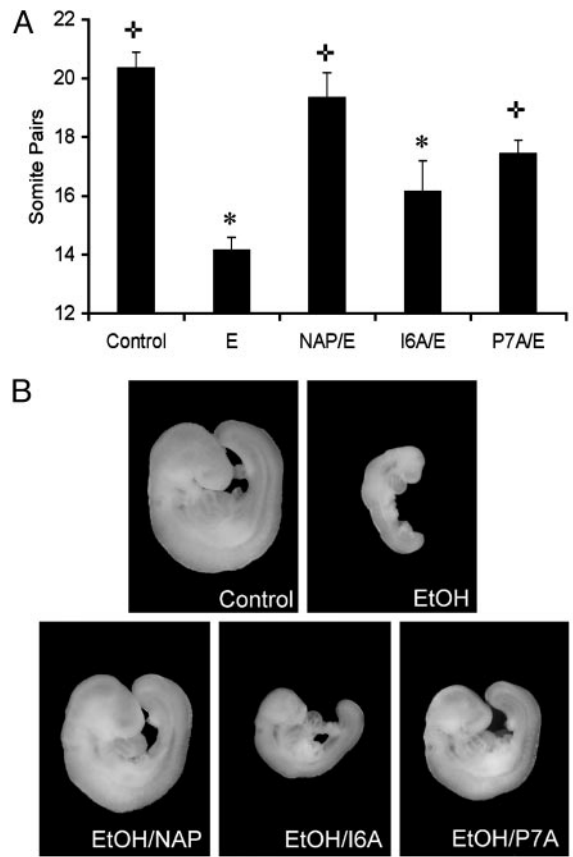 A
22
20
18
16
14
12
Somite Pairs
Control E NAP/E I6A/E P7A/E
* *
B
Control EtOH
EtOH/NAP EtOH/I6A EtOH/P7A